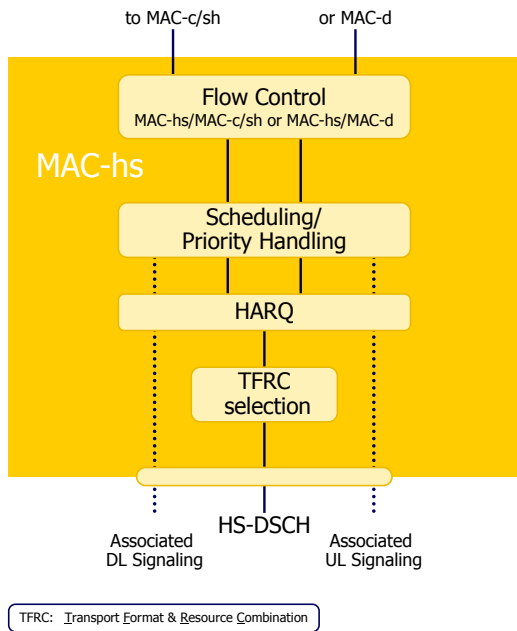 to MAC-c/sh
or MAC-d
Flow Control
MAC-hs/MAC-c/sh or MAC-hs/MAC-d
MAC-hs
Scheduling/
Priority Handling
HARQ
TFRC
selection
HS-DSCH
Associated
DL Signaling
Associated
UL Signaling
TFRC: Transport Format & Resource Combination